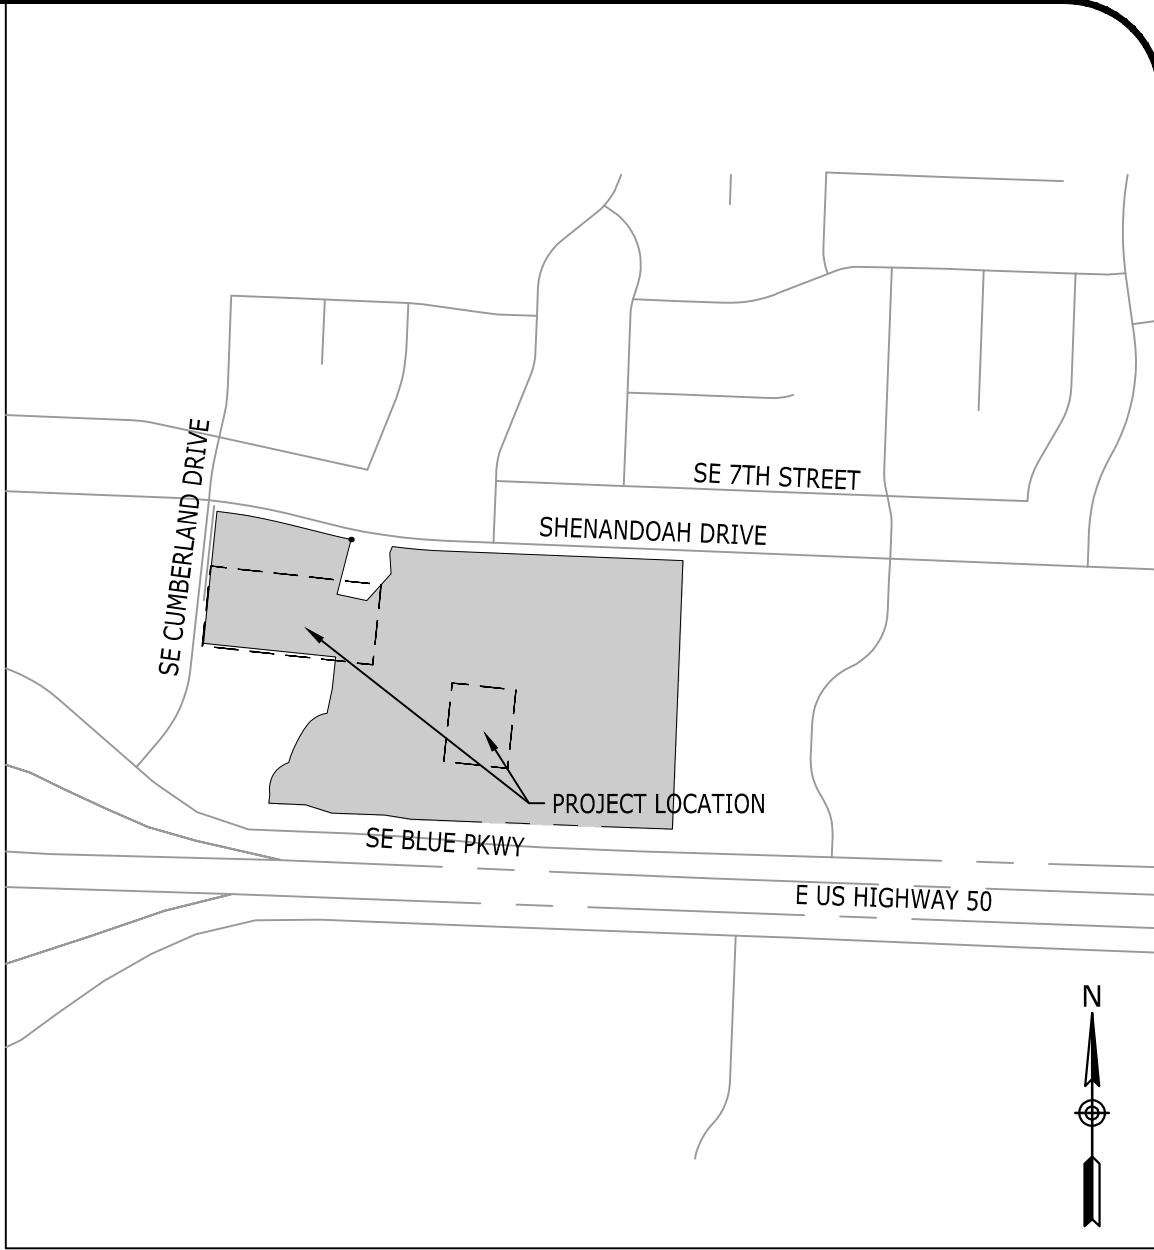 SE CUMBERLAND DRIVE
SE 7TH STREET
SHENANDOAH DRIVE
PROJECT LOCATION
SE BLUE PKWY
E US HIGHWAY 50
N